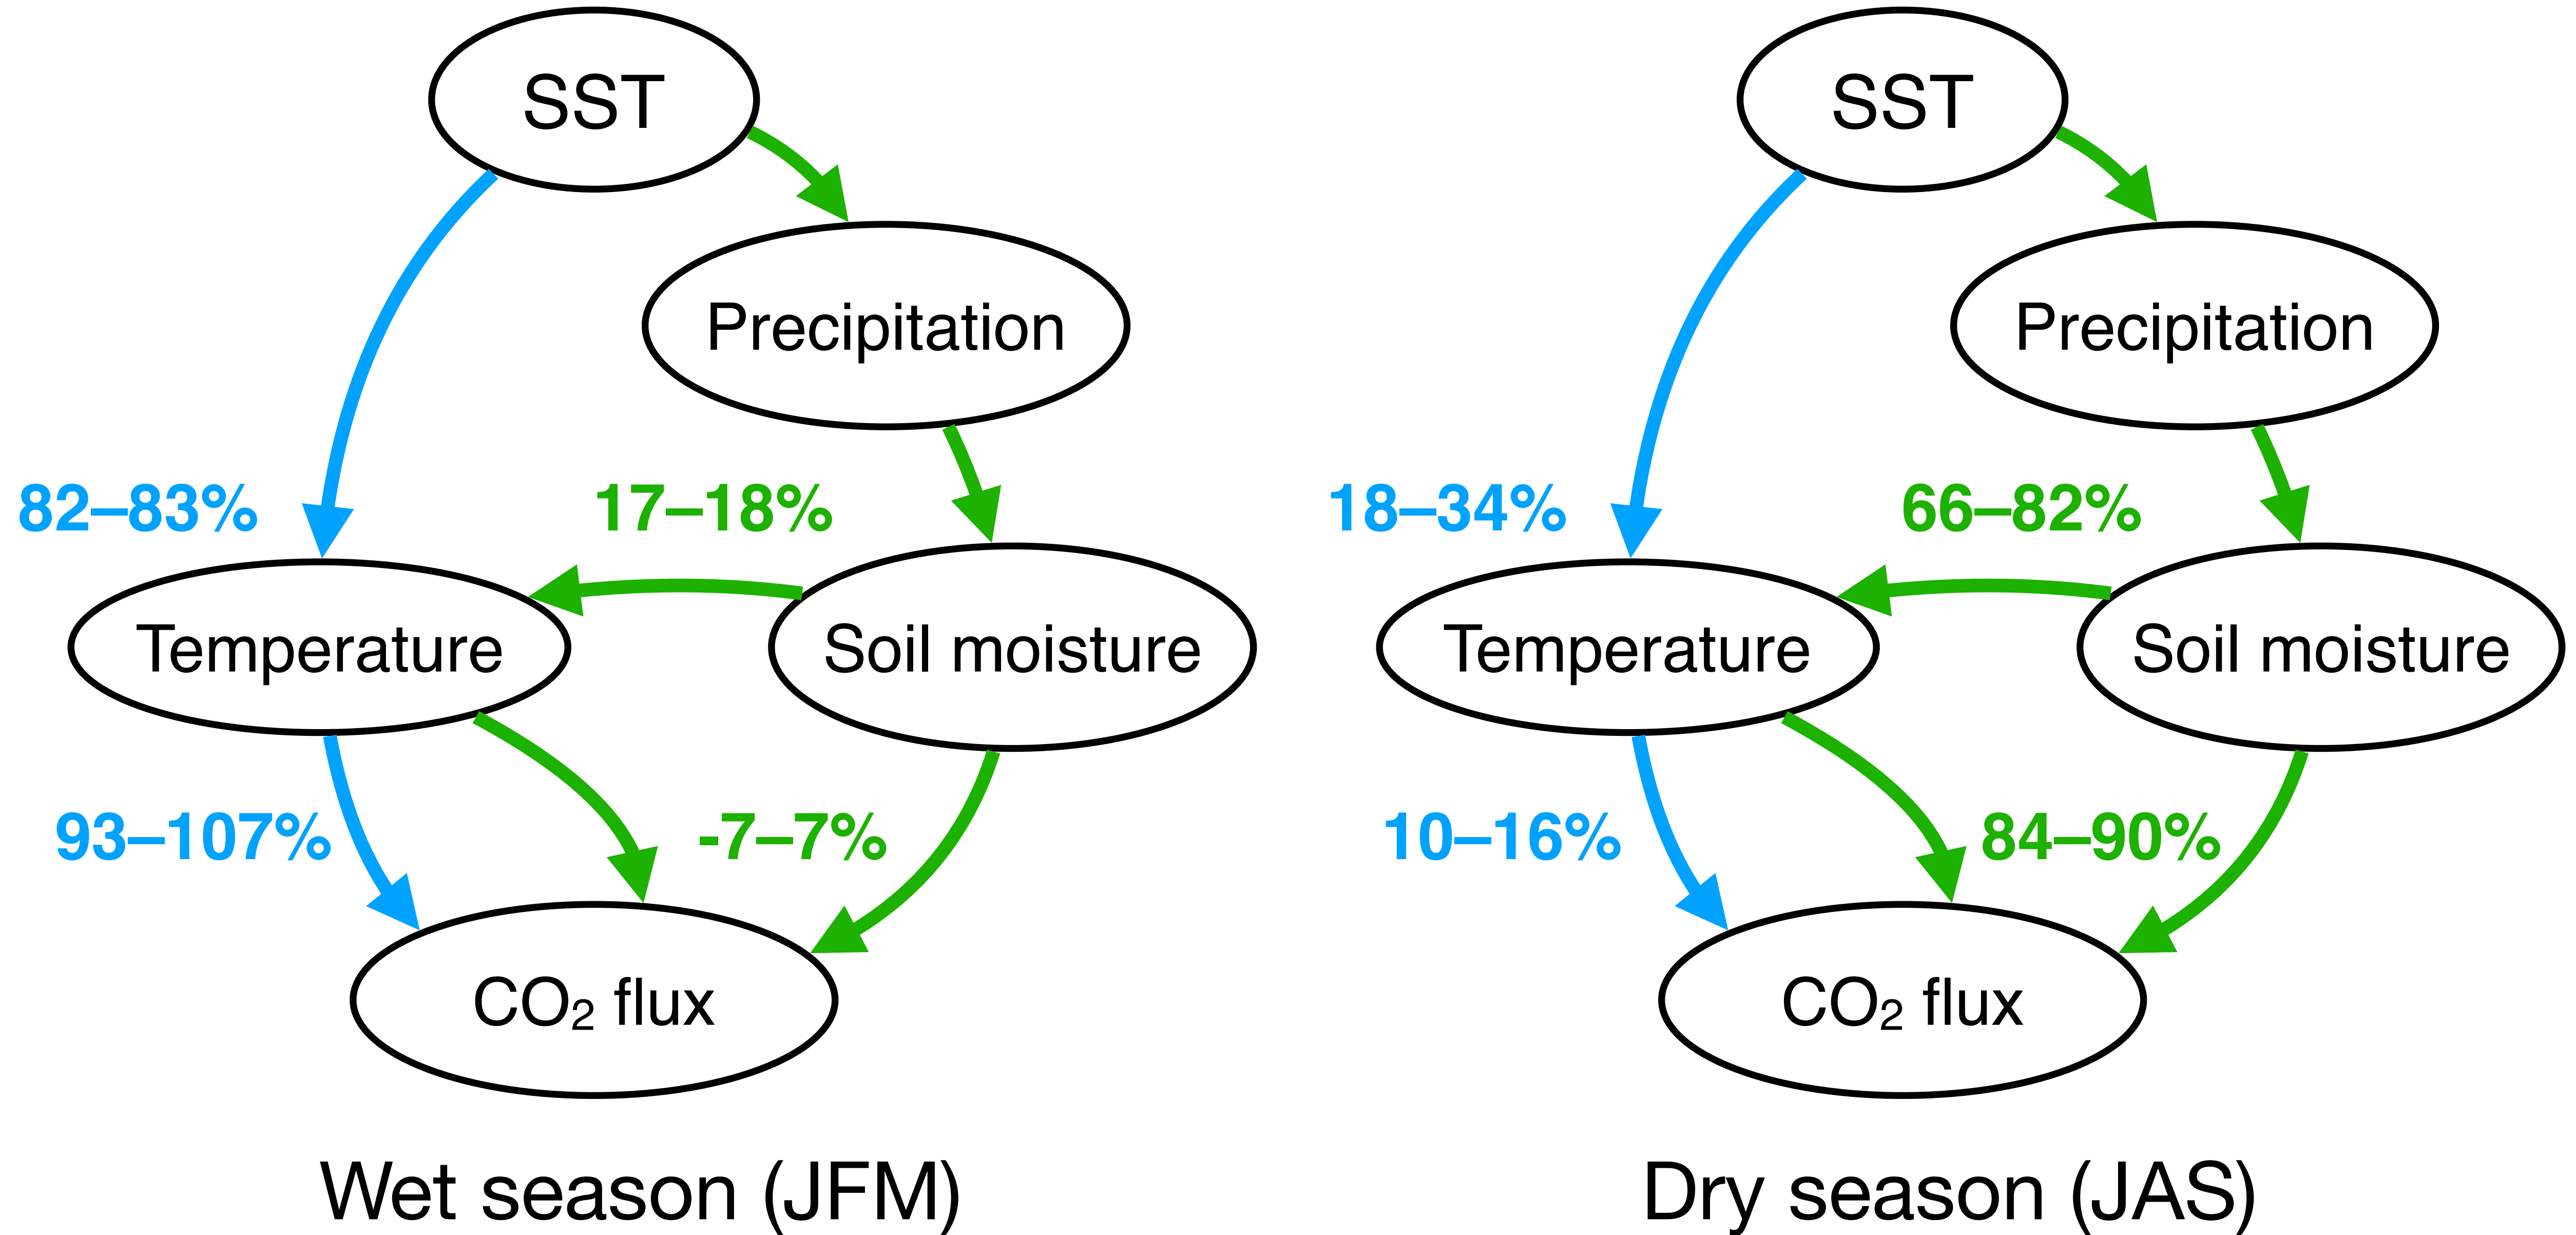 SST
Precipitation
82–83%
17–18%
Temperature
Soil moisture
93–107%
-7–7%
CO₂ flux
Wet season (JFM)
SST
Precipitation
18–34%
66–82%
Temperature
Soil moisture
10–16%
84–90%
CO₂ flux
Dry season (JAS)